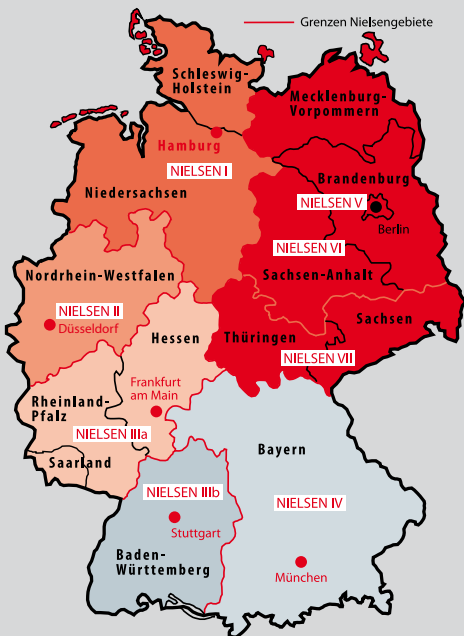 Grenzen Nielsengebiete
Schleswig-
Holstein
Mecklenburg-
Vorpommern
Hamburg
NIELSEN I
Brandenburg
Niedersachsen
NIELSEN V
Berlin
NIELSEN VI
Nordrhein-Westfalen
Sachsen-Anhalt
NIELSEN II
Düsseldorf
Hessen
Thüringen
Sachsen
NIELSEN VII
Frankfurt
am Main
Rheinland-
Pfalz
NIELSEN IIIa
Saarland
Bayern
NIELSEN IIIb
NIELSEN IV
Stuttgart
Baden-
Württemberg
München